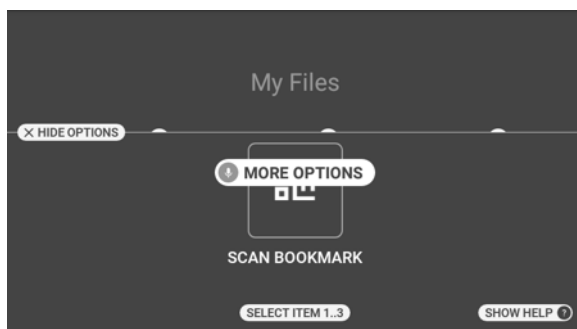 My Files
HIDE OPTIONS
MORE OPTIONS
SCAN BOOKMARK
SELECT ITEM 1..3
SHOW HELP ?